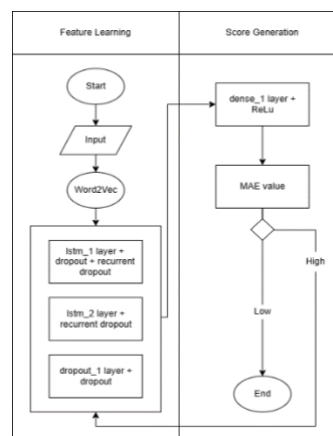 Feature Learning
Score Generation
Start
Input
Word2Vec
lstm_1 layer +
dropout + recurrent
dropout
lstm_2 layer +
recurrent dropout
dropout_1 layer +
dropout
dense_1 layer +
ReLu
MAE value
High
Low
End